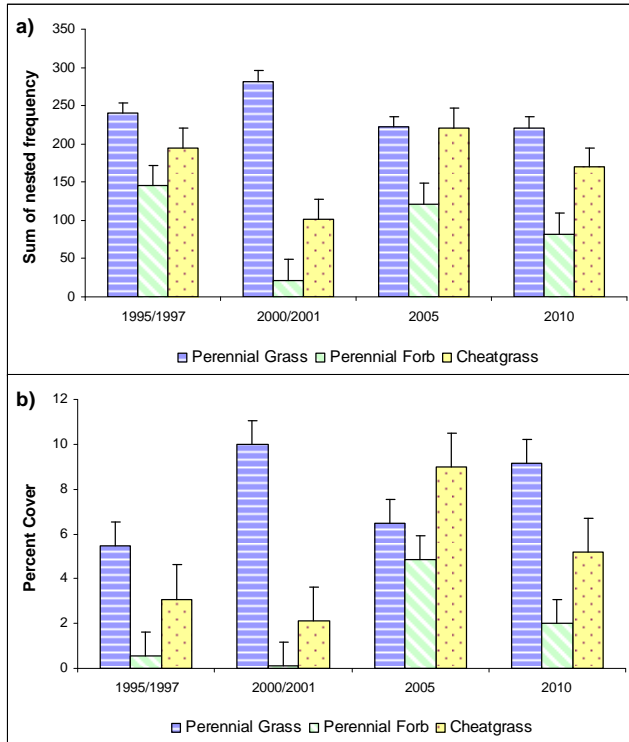 a)
350
300
250
200
150
100
50
0
Sum of nested frequency
1995/1997 2000/2001 2005 2010
Perennial Grass Perennial Forb Cheatgrass
b)
12
10
8
6
4
2
0
Percent Cover
1995/1997 2000/2001 2005 2010
Perennial Grass Perennial Forb Cheatgrass